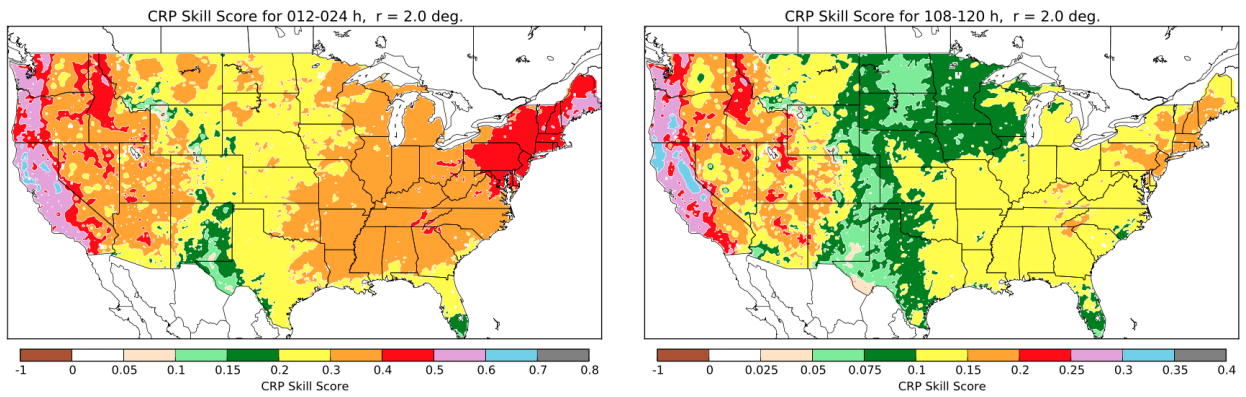 CRP Skill Score for 012-024 h, r = 2.0 deg.
-1 0 0.05 0.1 0.15 0.2 0.3 0.4 0.5 0.6 0.7 0.8
CRP Skill Score
CRP Skill Score for 108-120 h, r = 2.0 deg.
-1 0 0.025 0.05 0.075 0.1 0.15 0.2 0.25 0.3 0.35 0.4
CRP Skill Score